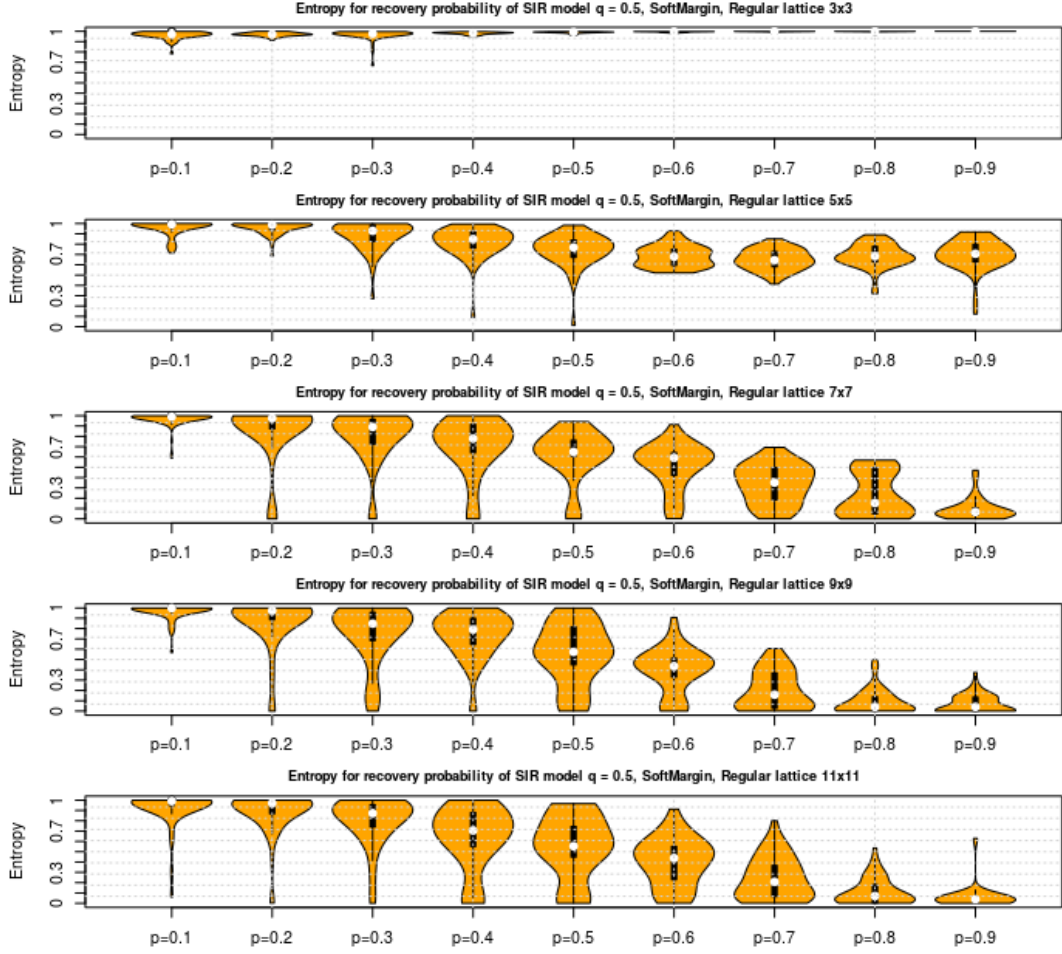 Entropy for recovery probability of SIR model q = 0.5, SoftMargin, Regular lattice 3x3
Entropy
1
0.7
0.3
0
p=0.1 p=0.2 p=0.3 p=0.4 p=0.5 p=0.6 p=0.7 p=0.8 p=0.9
Entropy for recovery probability of SIR model q = 0.5, SoftMargin, Regular lattice 5x5
Entropy
1
0.7
0.3
0
p=0.1 p=0.2 p=0.3 p=0.4 p=0.5 p=0.6 p=0.7 p=0.8 p=0.9
Entropy for recovery probability of SIR model q = 0.5, SoftMargin, Regular lattice 7x7
Entropy
1
0.7
0.3
0
p=0.1 p=0.2 p=0.3 p=0.4 p=0.5 p=0.6 p=0.7 p=0.8 p=0.9
Entropy for recovery probability of SIR model q = 0.5, SoftMargin, Regular lattice 9x9
Entropy
1
0.7
0.3
0
p=0.1 p=0.2 p=0.3 p=0.4 p=0.5 p=0.6 p=0.7 p=0.8 p=0.9
Entropy for recovery probability of SIR model q = 0.5, SoftMargin, Regular lattice 11x11
Entropy
1
0.7
0.3
0
p=0.1 p=0.2 p=0.3 p=0.4 p=0.5 p=0.6 p=0.7 p=0.8 p=0.9